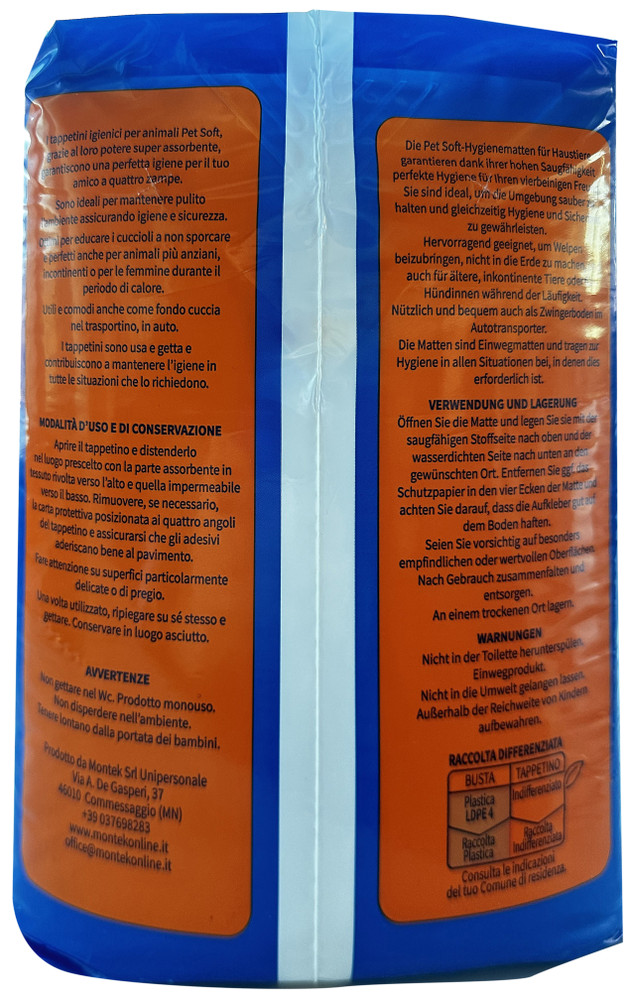 I tappetini igienici per animali Pet Soft,
grazie al loro potere super assorbente,
garantiscono una perfetta igiene per il tuo
amico a quattro zampe.
Sono ideali per mantenere pulito
l'ambiente assicurando igiene e sicurezza.
per educare i cuccioli a non sporcare
e perfetti anche per animali più anziani,
incontinenti o per le femmine durante il
periodo di calore.
Utili e comodi anche come fondo cuccia
nel trasportino, in auto.
I tappetini sono usa e getta e
contribuiscono a mantenere l'igiene in
tutte le situazioni che lo richiedono.
MODALITÀ D'USO E DI CONSERVAZIONE
Aprire il tappetino e distenderlo
nel luogo prescelto con la parte assorbente in
tessuto rivolta verso l'alto e quella impermeabile
verso il basso. Rimuovere, se necessario,
la carta protettiva posizionata ai quattro angoli
del tappetino e assicurarsi che gli adesivi
aderiscano bene al pavimento.
Fare attenzione su superfici particolarmente
delicate o di pregio.
Una volta utilizzato, ripiegare su sé stesso e
gettare. Conservare in luogo asciutto.
AVVERTENZE
Non gettare nel Wc. Prodotto monouso.
Non disperdere nell'ambiente.
Tenere lontano dalla portata dei bambini.
Prodotto da Montek Srl Unipersonale
Via A. De Gasperi, 37
46010 Commessaggio (MN)
+39 037698283
www.montekonline.it
office@montekonline.it
Die Pet Soft-Hygienematten für Haustiere
garantieren dank ihrer hohen Saugfähigkeit
perfekte Hygiene für Ihren vierbeinigen
Sie sind ideal, um die Umgebung sauber zu
halten und gleichzeitig Hygiene und
zu gewährleisten.
Hervorragend geeignet, um Welpen
beizubringen, nicht in die Erde zu machen,
auch für ältere, inkontinente Tiere oder
Hündinnen während der Läufigkeit.
Nützlich und bequem auch als Zwingerboden im
Autotransporter.
Die Matten sind Einwegmatten und tragen zur
Hygiene in allen Situationen bei, in denen dies
erforderlich ist.
VERWENDUNG UND LAGERUNG
Öffnen Sie die Matte und legen Sie sie mit der
saugfähigen Stoffseite nach oben und der
wasserdichten Seite nach unten an den
gewünschten Ort. Entfernen Sie ggf. das
Schutzpapier in den vier Ecken der Matte und
achten Sie darauf, dass die Aufkleber gut auf
dem Boden haften.
Seien Sie vorsichtig auf besonders
empfindlichen oder wertvollen Oberflächen.
Nach Gebrauch zusammenfalten und
entsorgen.
An einem trockenen Ort lagern.
WARNUNGEN
Nicht in der Toilette herunterspülen.
Einwegprodukt.
Nicht in die Umwelt gelangen lassen.
Außerhalb der Reichweite von Kindern
aufbewahren.
RACCOLTA DIFFERENZIATA
BUSTA TAPPETINO
Plastica Indifferenziata
LDPE 4
Raccolta Raccolta
Plastica Indifferenziata
Consulta le indicazioni
del tuo Comune di residenza.